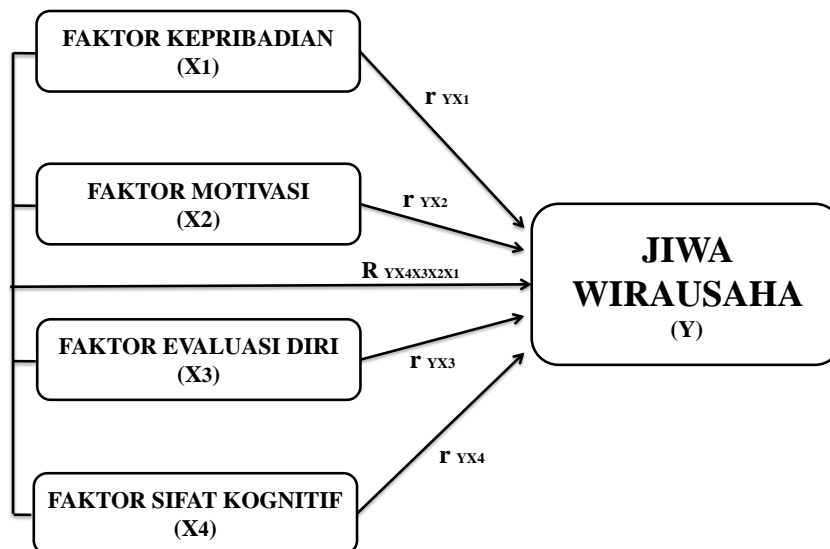 FAKTOR KEPRIBADIAN
(X1)
r YX1
FAKTOR MOTIVASI
(X2)
r YX2
R YX4X3X2X1
JIWA
WIRAUSAHA
(Y)
FAKTOR EVALUASI DIRI
(X3)
r YX3
r YX4
FAKTOR SIFAT KOGNITIF
(X4)